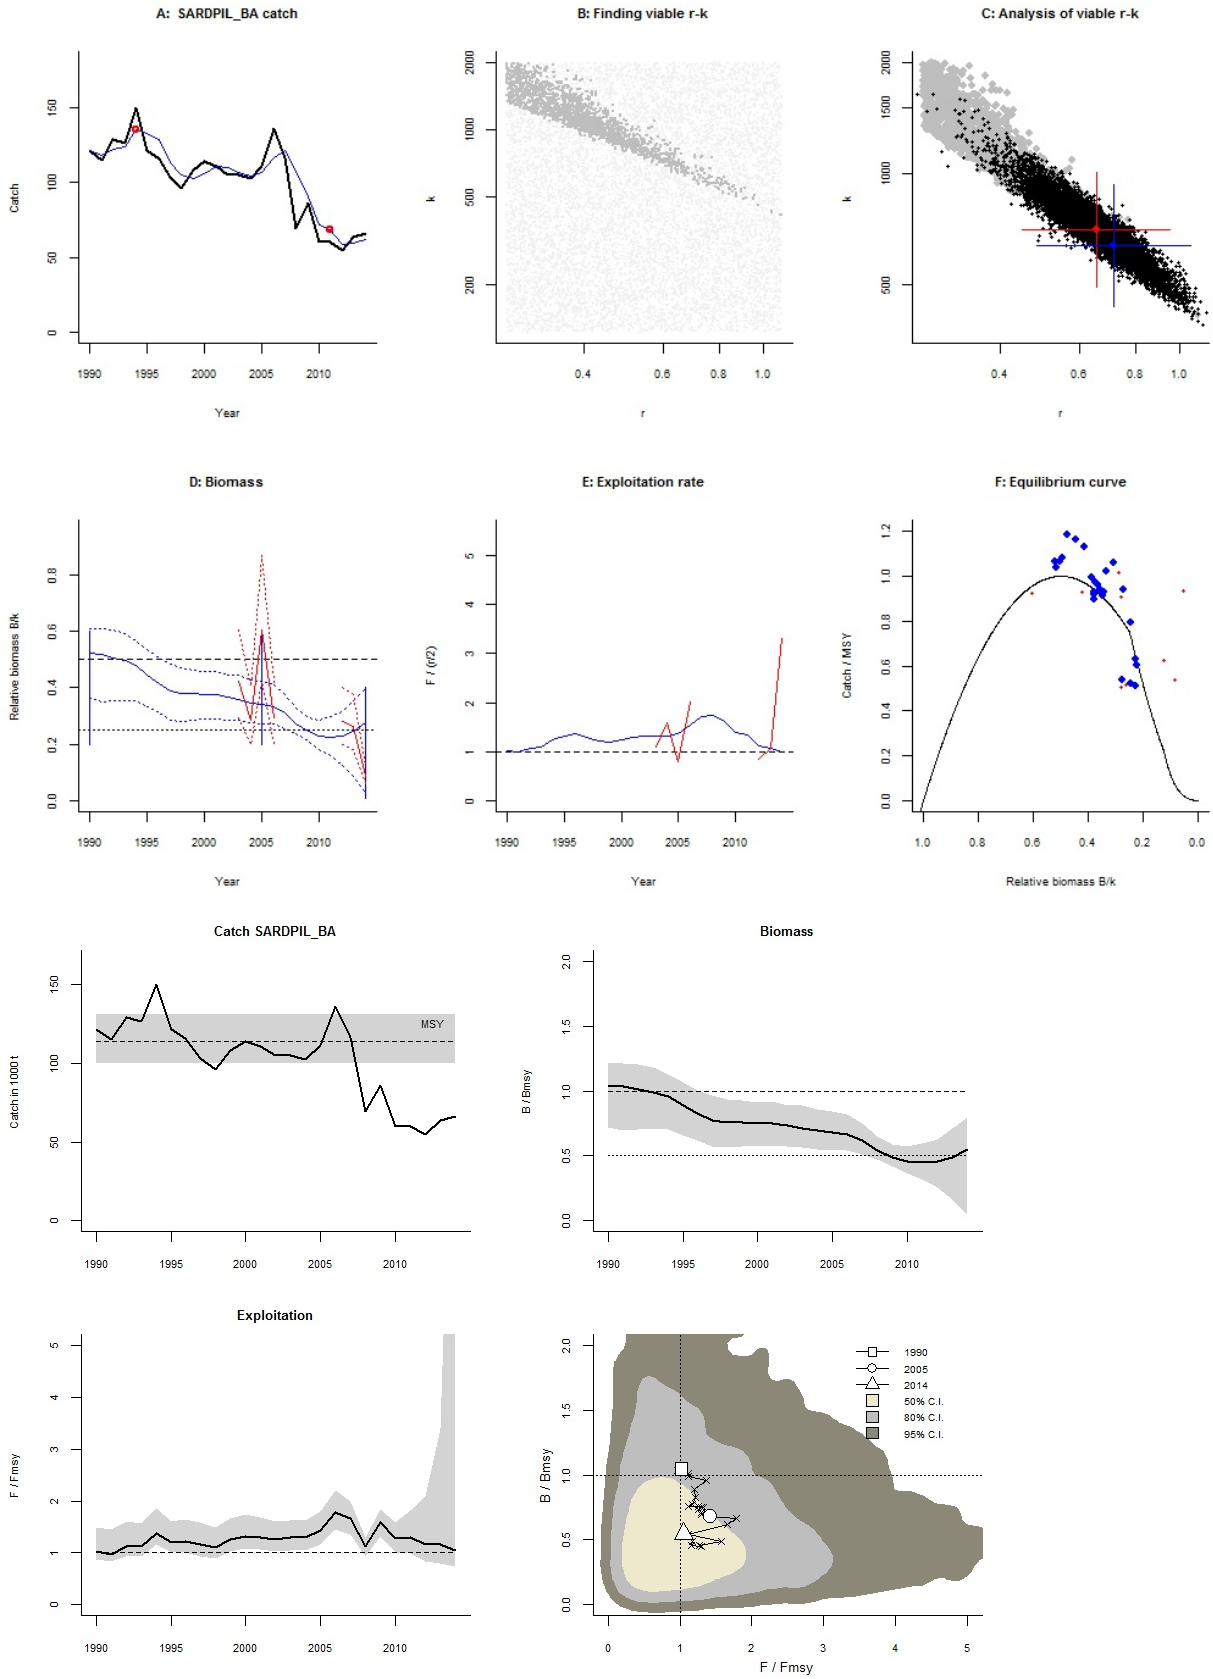 A: SARDPIL_BA catch
B: Finding viable r-k
C: Analysis of viable r-k
Catch
0 50 100 150
1990 1995 2000 2005 2010
Year
k
200 500 1000 2000
0.4 0.6 0.8 1.0
r
k
500 1000 1500 2000
0.4 0.6 0.8 1.0
r
D: Biomass
E: Exploitation rate
F: Equilibrium curve
Relative biomass B/k
0.0 0.2 0.4 0.6 0.8
1990 1995 2000 2005 2010
Year
F / (r/2)
0 1 2 3 4 5
1990 1995 2000 2005 2010
Year
Catch / MSY
0.0 0.2 0.4 0.6 0.8 1.0 1.2
1.0 0.8 0.6 0.4 0.2 0.0
Relative biomass B/k
Catch SARDPIL_BA
Biomass
Catch in 1000 t
0 50 100 150
MSY
1990 1995 2000 2005 2010
B / Bmsy
0.0 0.5 1.0 1.5 2.0
1990 1995 2000 2005 2010
Exploitation
F / Fmsy
0 1 2 3 4 5
1990 1995 2000 2005 2010
B / Bmsy
0.0 0.5 1.0 1.5 2.0
1990
2005
2014
50% C.I.
80% C.I.
95% C.I.
0 1 2 3 4 5
F / Fmsy